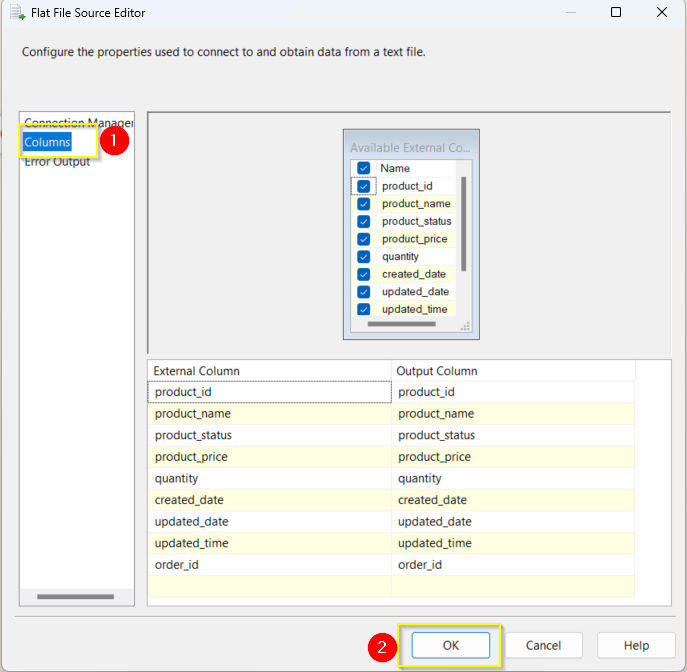 Flat File Source Editor
Configure the properties used to connect to and obtain data from a text file.
Connection Manager
Columns
1
Error Output
Available External Co...
Name
product_id
product_name
product_status
product_price
quantity
created_date
updated_date
updated_time
External Column Output Column
product_id product_id
product_name product_name
product_status product_status
product_price product_price
quantity quantity
created_date created_date
updated_date updated_date
updated_time updated_time
order_id order_id
2 OK Cancel Help